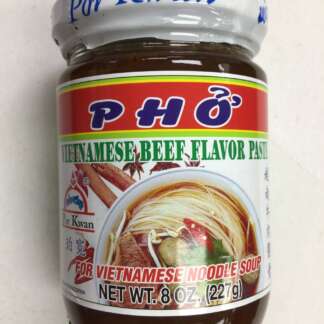 Por Kwan
PHỞ
VIETNAMESE BEEF FLAVOR PASTE
Por Kwan
FOR VIETNAMESE NOODLE SOUP
NET WT. 8 OZ. (227g)